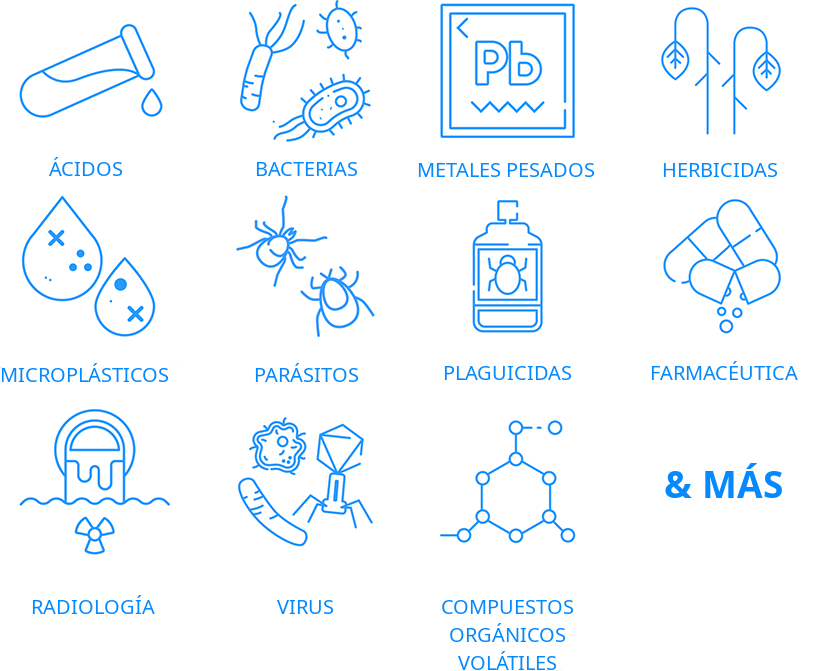 Pb
ÁCIDOS
BACTERIAS
METALES PESADOS
HERBICIDAS
MICROPLÁSTICOS
PARÁSITOS
PLAGUICIDAS
FARMACÉUTICA
& MÁS
RADIOLOGÍA
VIRUS
COMPUESTOS
ORGÁNICOS
VOLÁTILES